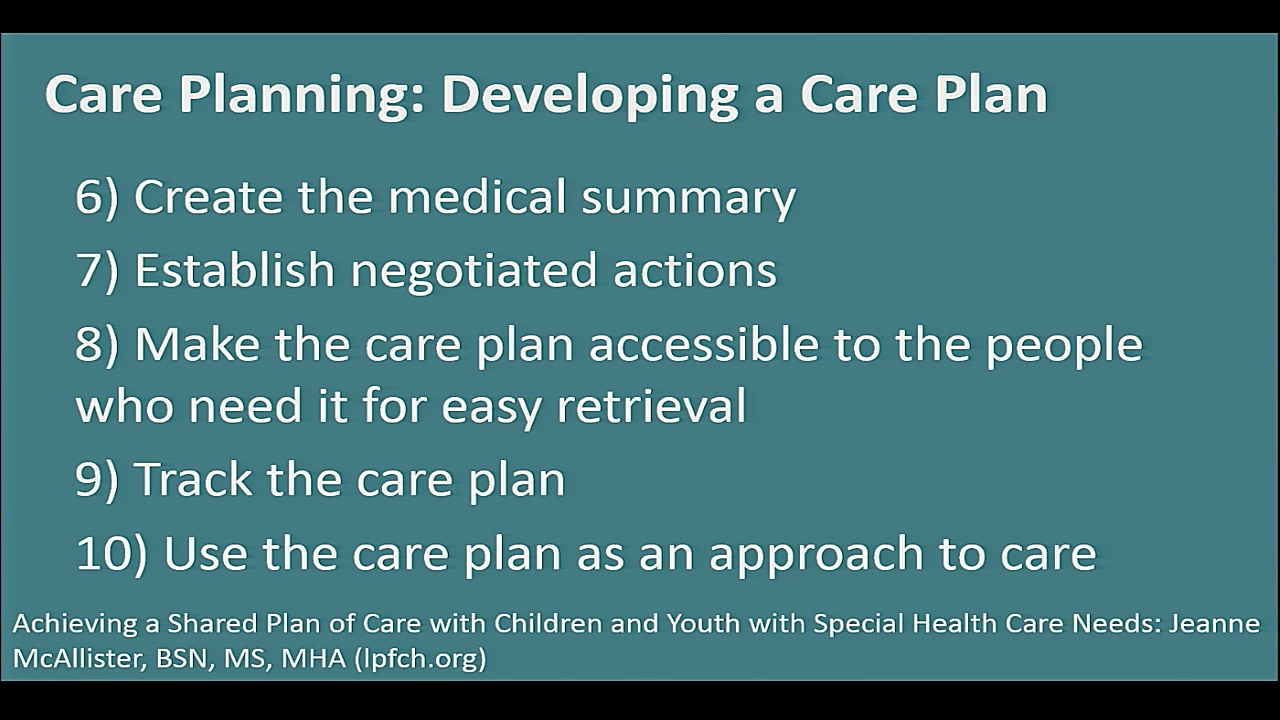 Care Planning: Developing a Care Plan
6) Create the medical summary
7) Establish negotiated actions
8) Make the care plan accessible to the people
who need it for easy retrieval
9) Track the care plan
10) Use the care plan as an approach to care
Achieving a Shared Plan of Care with Children and Youth with Special Health Care Needs: Jeanne
McAllister, BSN, MS, MHA (lpfch.org)